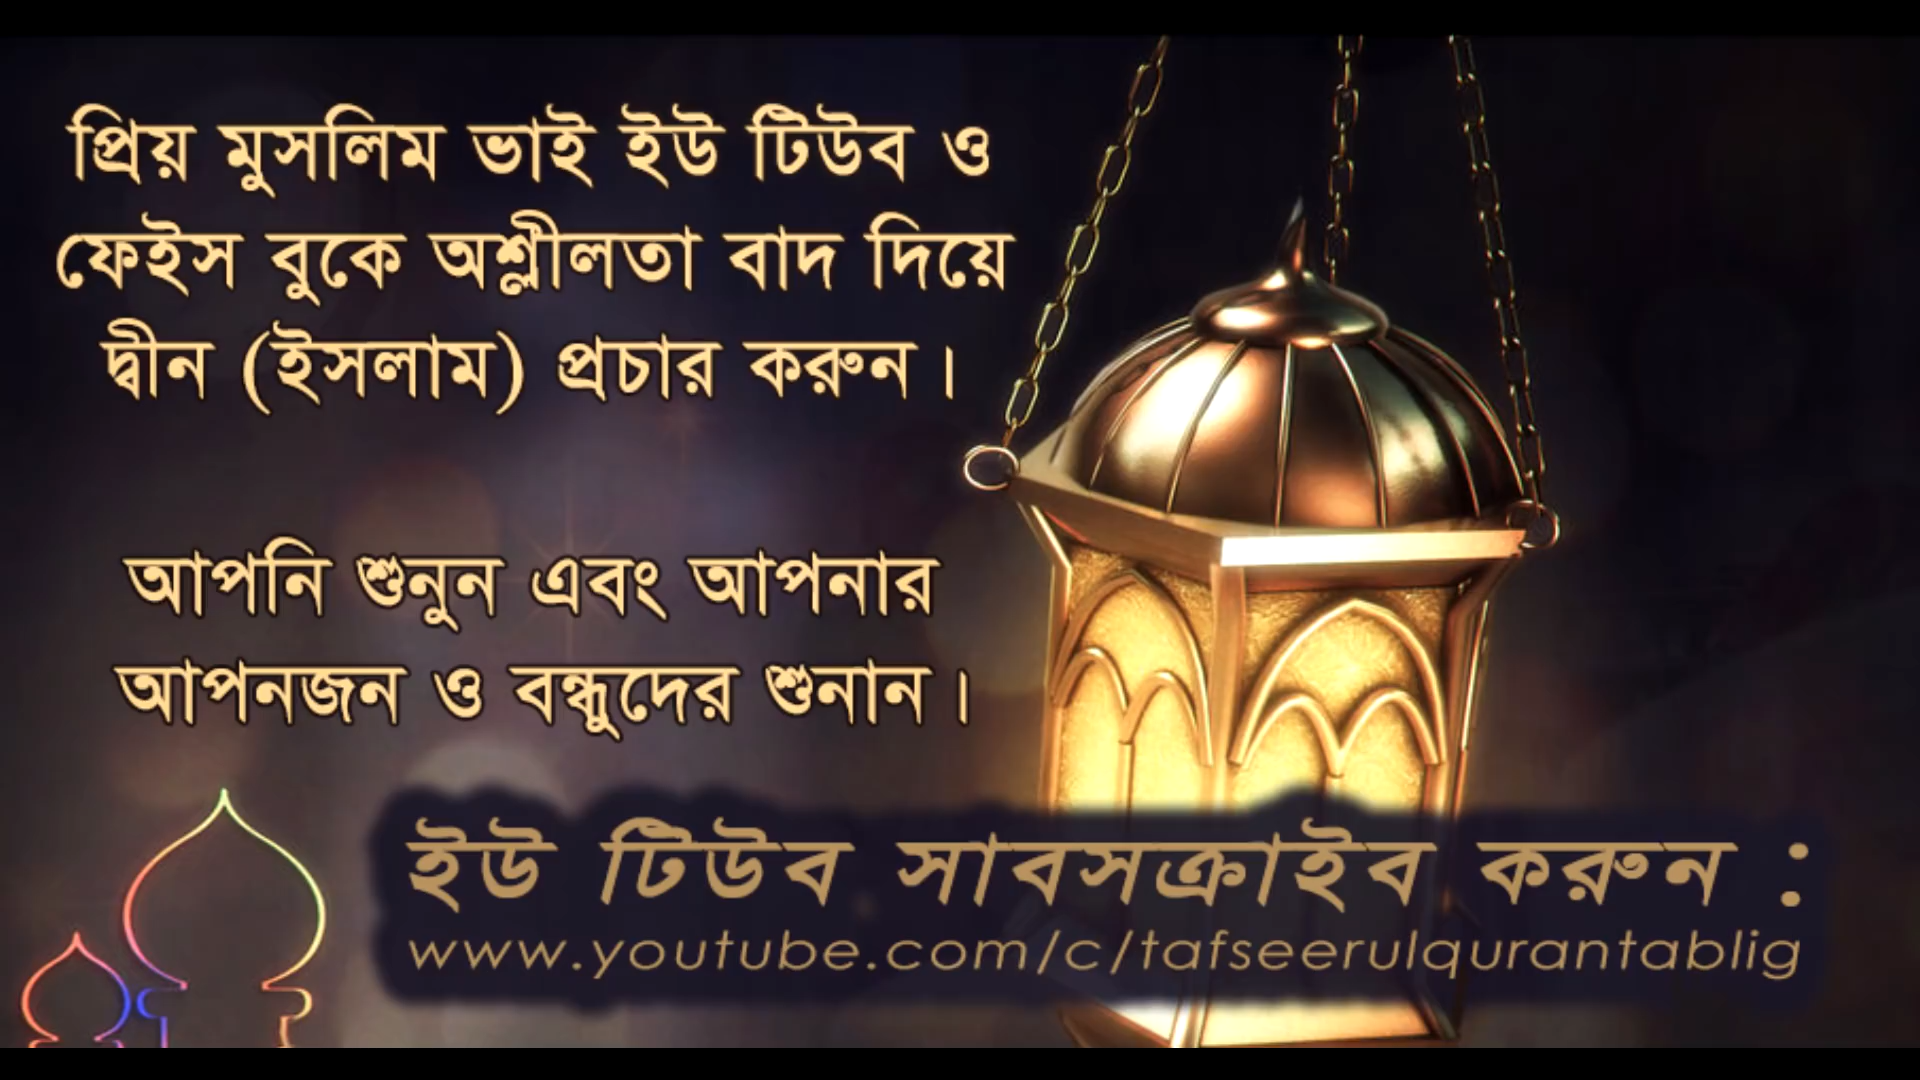 প্রিয় মুসলিম ভাই ইউ টিউব ও
ফেইস বুকে অশ্লীলতা বাদ দিয়ে
দ্বীন (ইসলাম) প্রচার করুন।
আপনি শুনুন এবং আপনার
আপনজন ও বন্ধুদের শুনান।
ইউ টিউব সাবসক্রাইব করুন :
www.youtube.com/c/tafseerulqurantablig